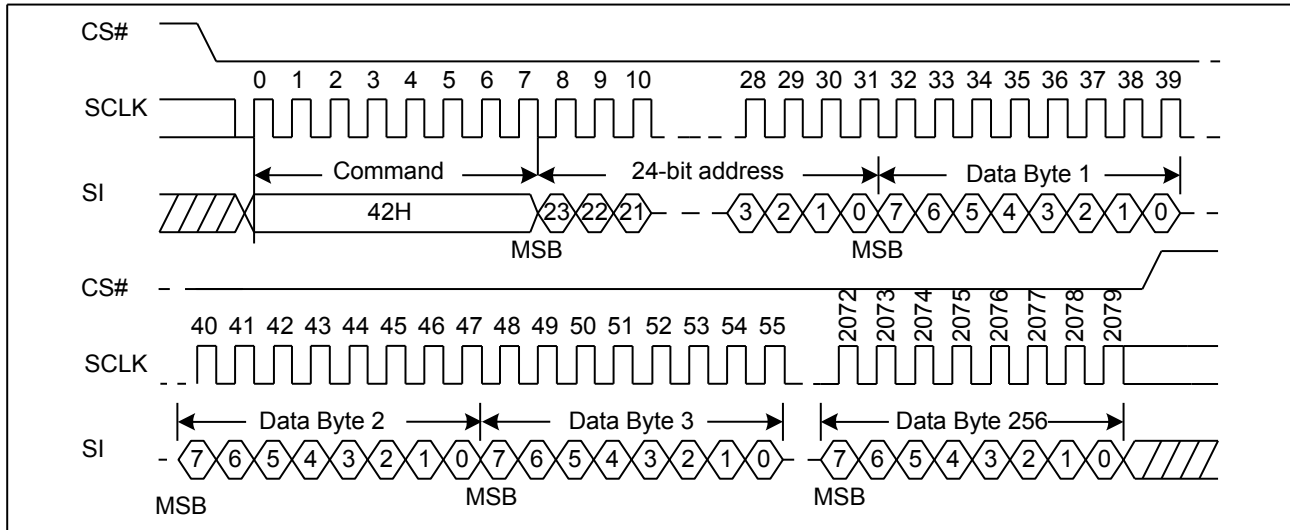 CS#
0 1 2 3 4 5 6 7 8 9 10 28 29 30 31 32 33 34 35 36 37 38 39
SCLK
Command 24-bit address Data Byte 1
SI
42H 23 22 21 3 2 1 0 7 6 5 4 3 2 1 0
MSB MSB
CS#
2072 2073 2074 2075 2076 2077 2078 2079
40 41 42 43 44 45 46 47 48 49 50 51 52 53 54 55
SCLK
Data Byte 2 Data Byte 3 Data Byte 256
SI
7 6 5 4 3 2 1 0 7 6 5 4 3 2 1 0 7 6 5 4 3 2 1 0
MSB MSB MSB